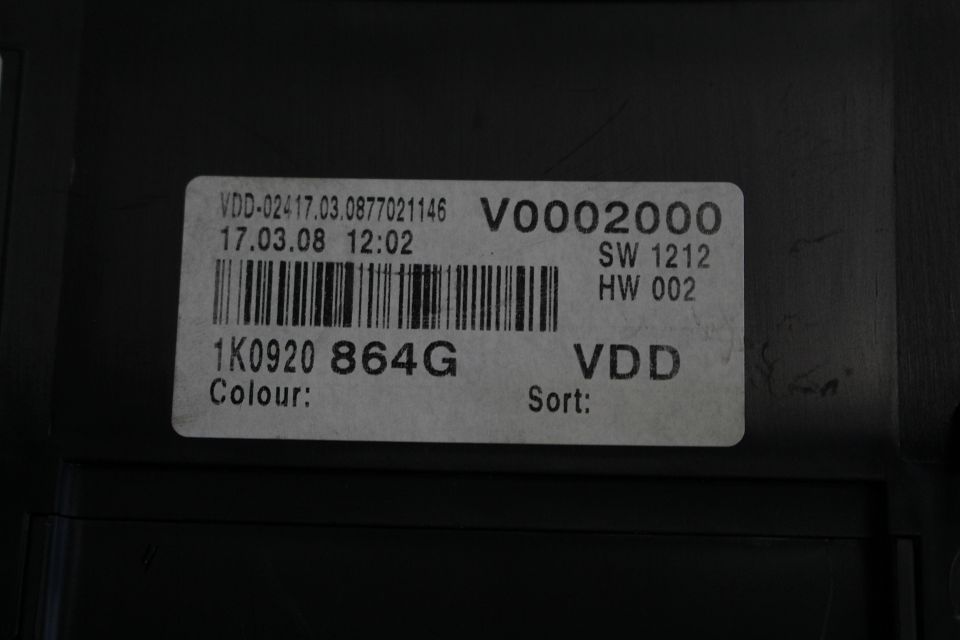 VDD-02417.03.0877021146
V0002000
17.03.08 12:02
SW 1212
HW 002
1K0920 864G
VDD
Colour:
Sort: